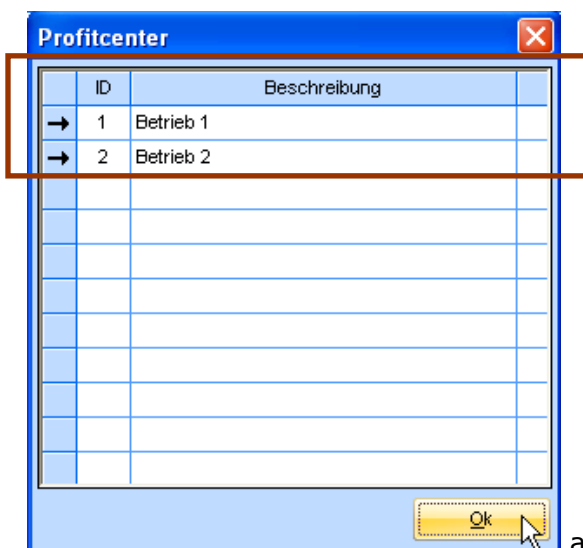 Profitcenter
ID Beschreibung
1 Betrieb 1
2 Betrieb 2
Ok
a